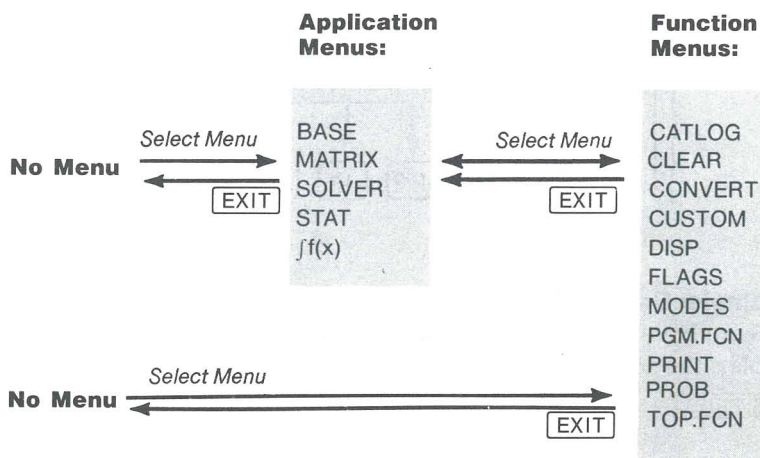 Application
Menus:
Function
Menus:
No Menu
Select Menu
EXIT
BASE
MATRIX
SOLVER
STAT
∫f(x)
Select Menu
EXIT
CATLOG
CLEAR
CONVERT
CUSTOM
DISP
FLAGS
MODES
PGM.FCN
PRINT
PROB
TOP.FCN
No Menu
Select Menu
EXIT